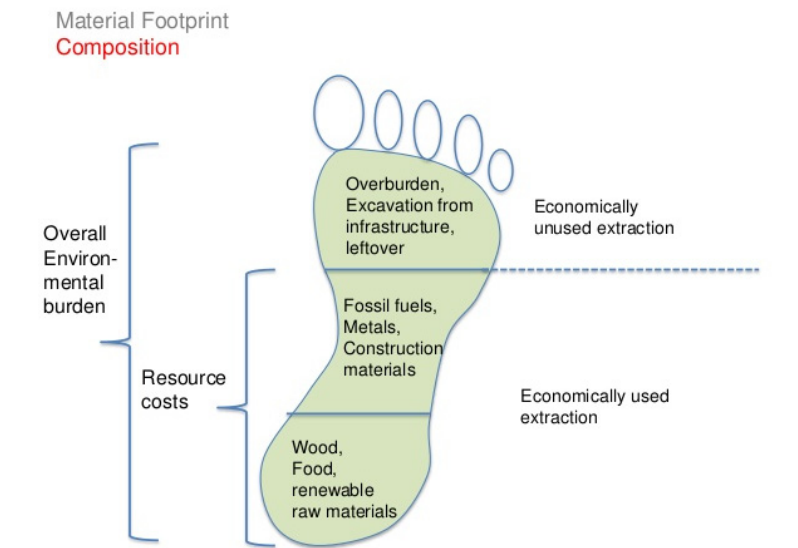 Material Footprint
Composition
Overburden,
Excavation from
infrastructure,
leftover
Economically
unused extraction
Overall
Environ-
mental
burden
Fossil fuels,
Metals,
Construction
materials
Resource
costs
Economically used
extraction
Wood,
Food,
renewable
raw materials